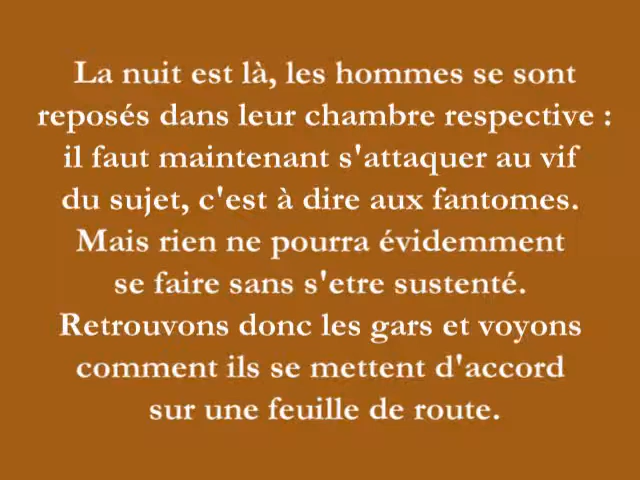 La nuit est là, les hommes se sont
reposés dans leur chambre respective :
il faut maintenant s'attaquer au vif
du sujet, c'est à dire aux fantomes.
Mais rien ne pourra évidemment
se faire sans s'etre sustenté.
Retrouvons donc les gars et voyons
comment ils se mettent d'accord
sur une feuille de route.